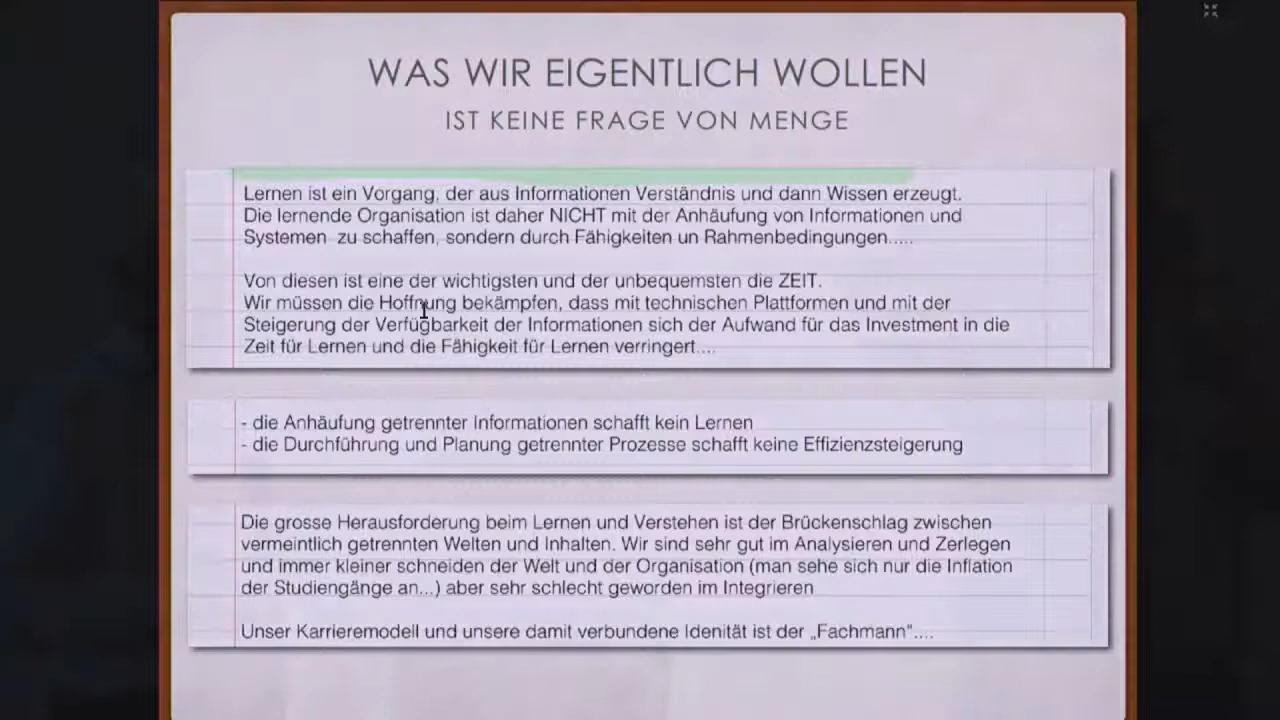 WAS WIR EIGENTLICH WOLLEN
IST KEINE FRAGE VON MENGE
Lernen ist ein Vorgang, der aus Informationen Verständnis und dann Wissen erzeugt.
Die lernende Organisation ist daher NICHT mit der Anhäufung von Informationen und
Systemen zu schaffen, sondern durch Fähigkeiten un Rahmenbedingungen.....
Von diesen ist eine der wichtigsten und der unbequemsten die ZEIT.
Wir müssen die Hoffnung bekämpfen, dass mit technischen Plattformen und mit der
Steigerung der Verfügbarkeit der Informationen sich der Aufwand für das Investment in die
Zeit für Lernen und die Fähigkeit für Lernen verringert....
- die Anhäufung getrennter Informationen schafft kein Lernen
- die Durchführung und Planung getrennter Prozesse schafft keine Effizienzsteigerung
Die grosse Herausforderung beim Lernen und Verstehen ist der Brückenschlag zwischen
vermeintlich getrennten Welten und Inhalten. Wir sind sehr gut im Analysieren und Zerlegen
und immer kleiner schneiden der Welt und der Organisation (man sehe sich nur die Inflation
der Studiengänge an...) aber sehr schlecht geworden im Integrieren
Unser Karrieremodell und unsere damit verbundene Idenität ist der „Fachmann"....